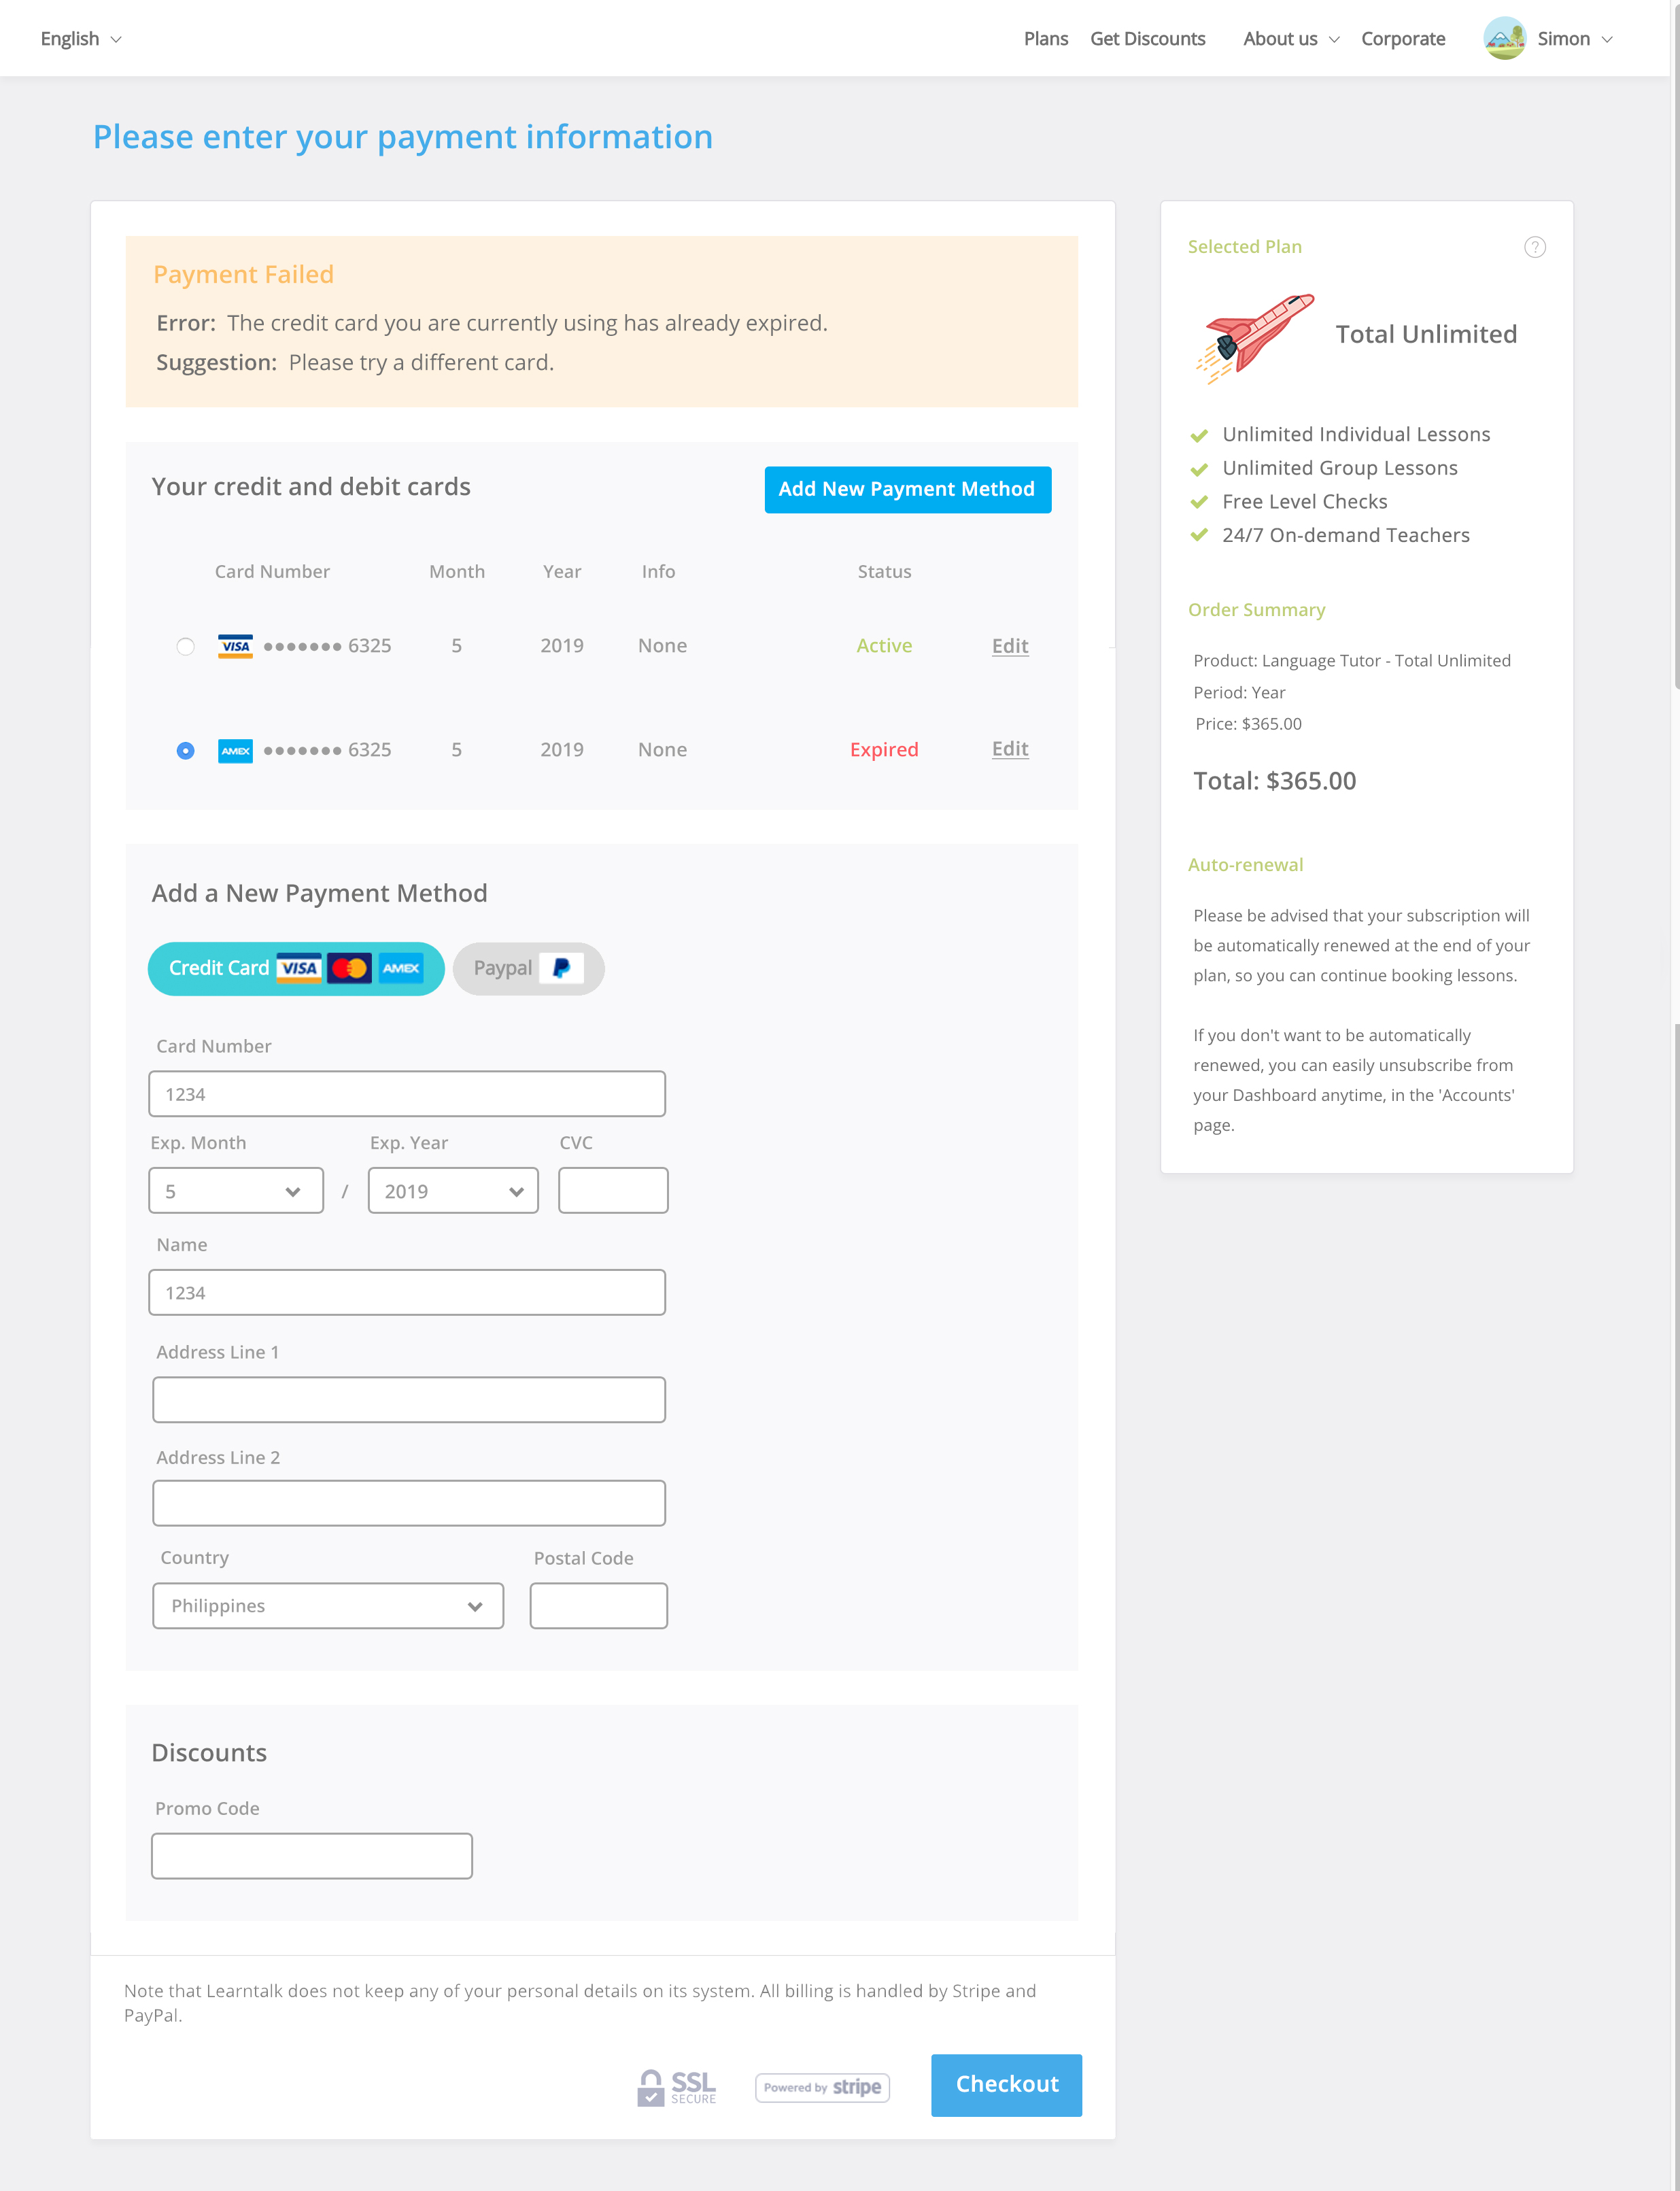 English
Plans Get Discounts About us Corporate Simon
Please enter your payment information
Payment Failed
Error: The credit card you are currently using has already expired.
Suggestion: Please try a different card.
Your credit and debit cards
Add New Payment Method
Card Number Month Year Info Status
VISA ••••••• 6325 5 2019 None Active Edit
AMEX ••••••• 6325 5 2019 None Expired Edit
Add a New Payment Method
Credit Card VISA AMEX Paypal
Card Number
1234
Exp. Month Exp. Year CVC
5 / 2019
Name
1234
Address Line 1
Address Line 2
Country Postal Code
Philippines
Discounts
Promo Code
Note that Learntalk does not keep any of your personal details on its system. All billing is handled by Stripe and
PayPal.
SSL
SECURE
Powered by stripe
Checkout
Selected Plan ?
Total Unlimited
Unlimited Individual Lessons
Unlimited Group Lessons
Free Level Checks
24/7 On-demand Teachers
Order Summary
Product: Language Tutor - Total Unlimited
Period: Year
Price: $365.00
Total: $365.00
Auto-renewal
Please be advised that your subscription will
be automatically renewed at the end of your
plan, so you can continue booking lessons.
If you don't want to be automatically
renewed, you can easily unsubscribe from
your Dashboard anytime, in the 'Accounts'
page.